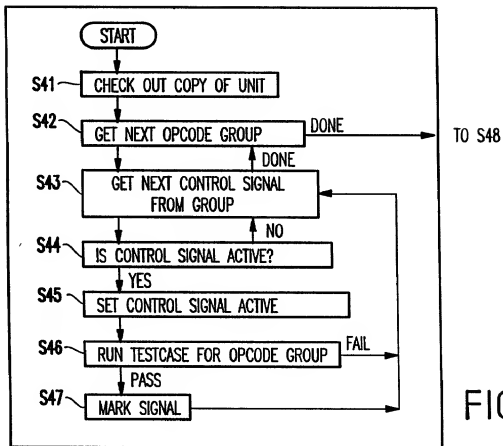 START
S41 CHECK OUT COPY OF UNIT
S42 GET NEXT OPCODE GROUP DONE TO S48
DONE
S43 GET NEXT CONTROL SIGNAL
FROM GROUP
NO
S44 IS CONTROL SIGNAL ACTIVE?
YES
S45 SET CONTROL SIGNAL ACTIVE
S46 RUN TESTCASE FOR OPCODE GROUP FAIL
PASS
S47 MARK SIGNAL
FIG